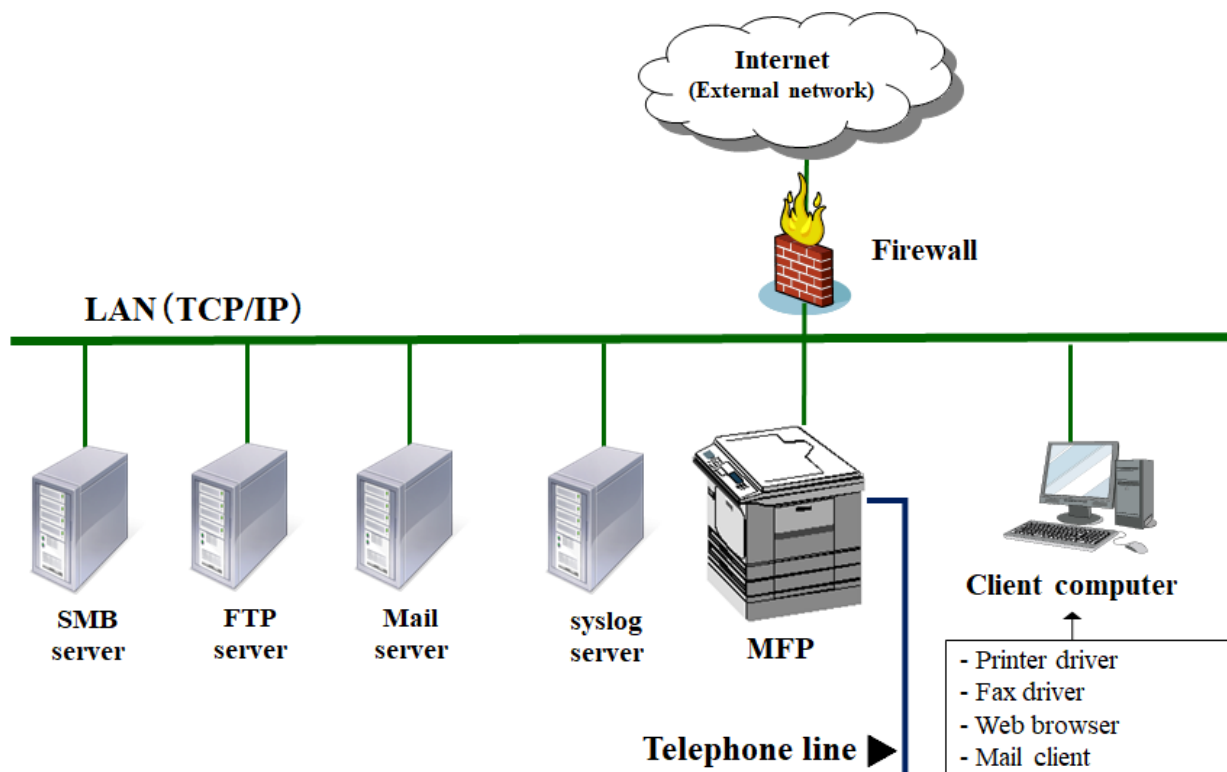 Internet
(External network)
Firewall
LAN（TCP/IP）
SMB
server
FTP
server
Mail
server
syslog
server
MFP
Client computer
- Printer driver
- Fax driver
- Web browser
- Mail client
Telephone line ▶